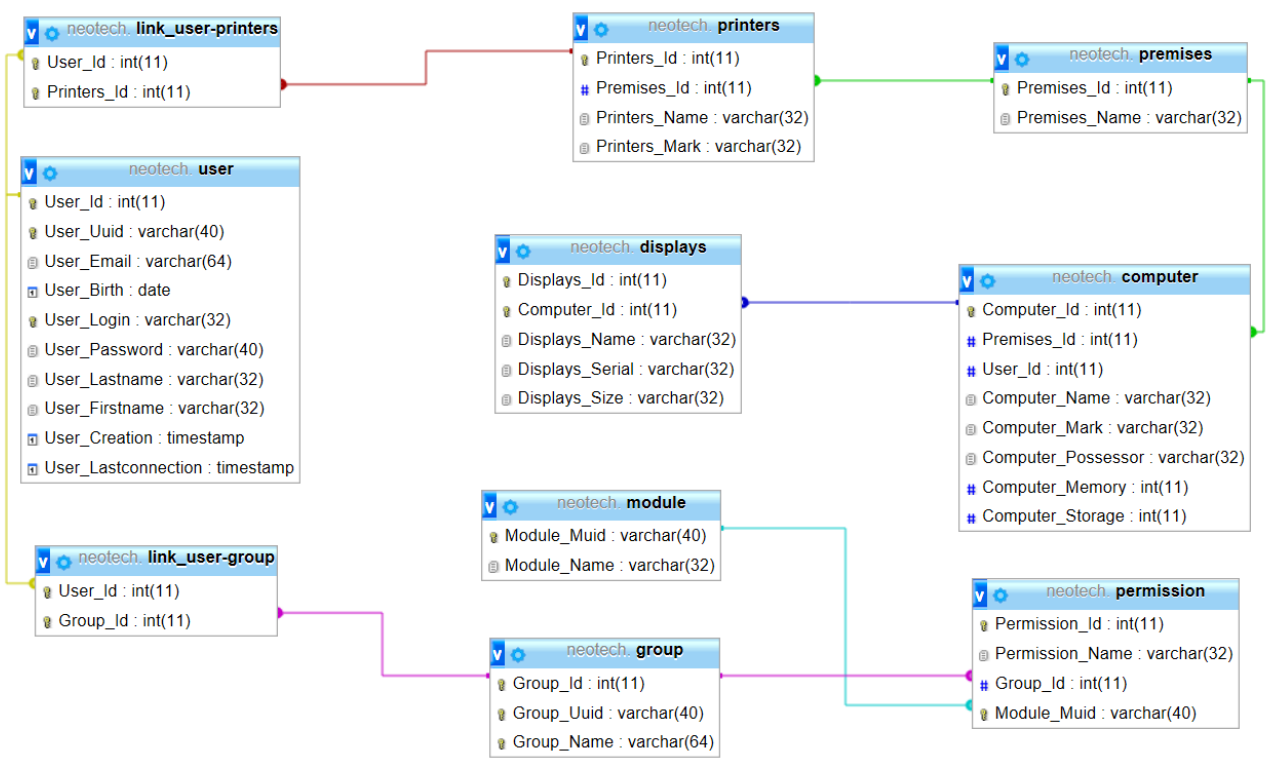 v neotech. link_user-printers
User_Id : int(11)
Printers_Id : int(11)
v neotech. printers
Printers_Id : int(11)
# Premises_Id : int(11)
Printers_Name : varchar(32)
Printers_Mark : varchar(32)
v neotech. premises
Premises_Id : int(11)
Premises_Name : varchar(32)
v neotech. user
User_Id : int(11)
User_Uuid : varchar(40)
User_Email : varchar(64)
User_Birth : date
User_Login : varchar(32)
User_Password : varchar(40)
User_Lastname : varchar(32)
User_Firstname : varchar(32)
User_Creation : timestamp
User_Lastconnection : timestamp
v neotech. displays
Displays_Id : int(11)
Computer_Id : int(11)
Displays_Name : varchar(32)
Displays_Serial : varchar(32)
Displays_Size : varchar(32)
v neotech. computer
Computer_Id : int(11)
# Premises_Id : int(11)
# User_Id : int(11)
Computer_Name : varchar(32)
Computer_Mark : varchar(32)
Computer_Possessor : varchar(32)
# Computer_Memory : int(11)
# Computer_Storage : int(11)
v neotech. module
Module_Muid : varchar(40)
Module_Name : varchar(32)
v neotech. link_user-group
User_Id : int(11)
Group_Id : int(11)
v neotech. group
Group_Id : int(11)
Group_Uuid : varchar(40)
Group_Name : varchar(64)
v neotech. permission
Permission_Id : int(11)
Permission_Name : varchar(32)
# Group_Id : int(11)
Module_Muid : varchar(40)